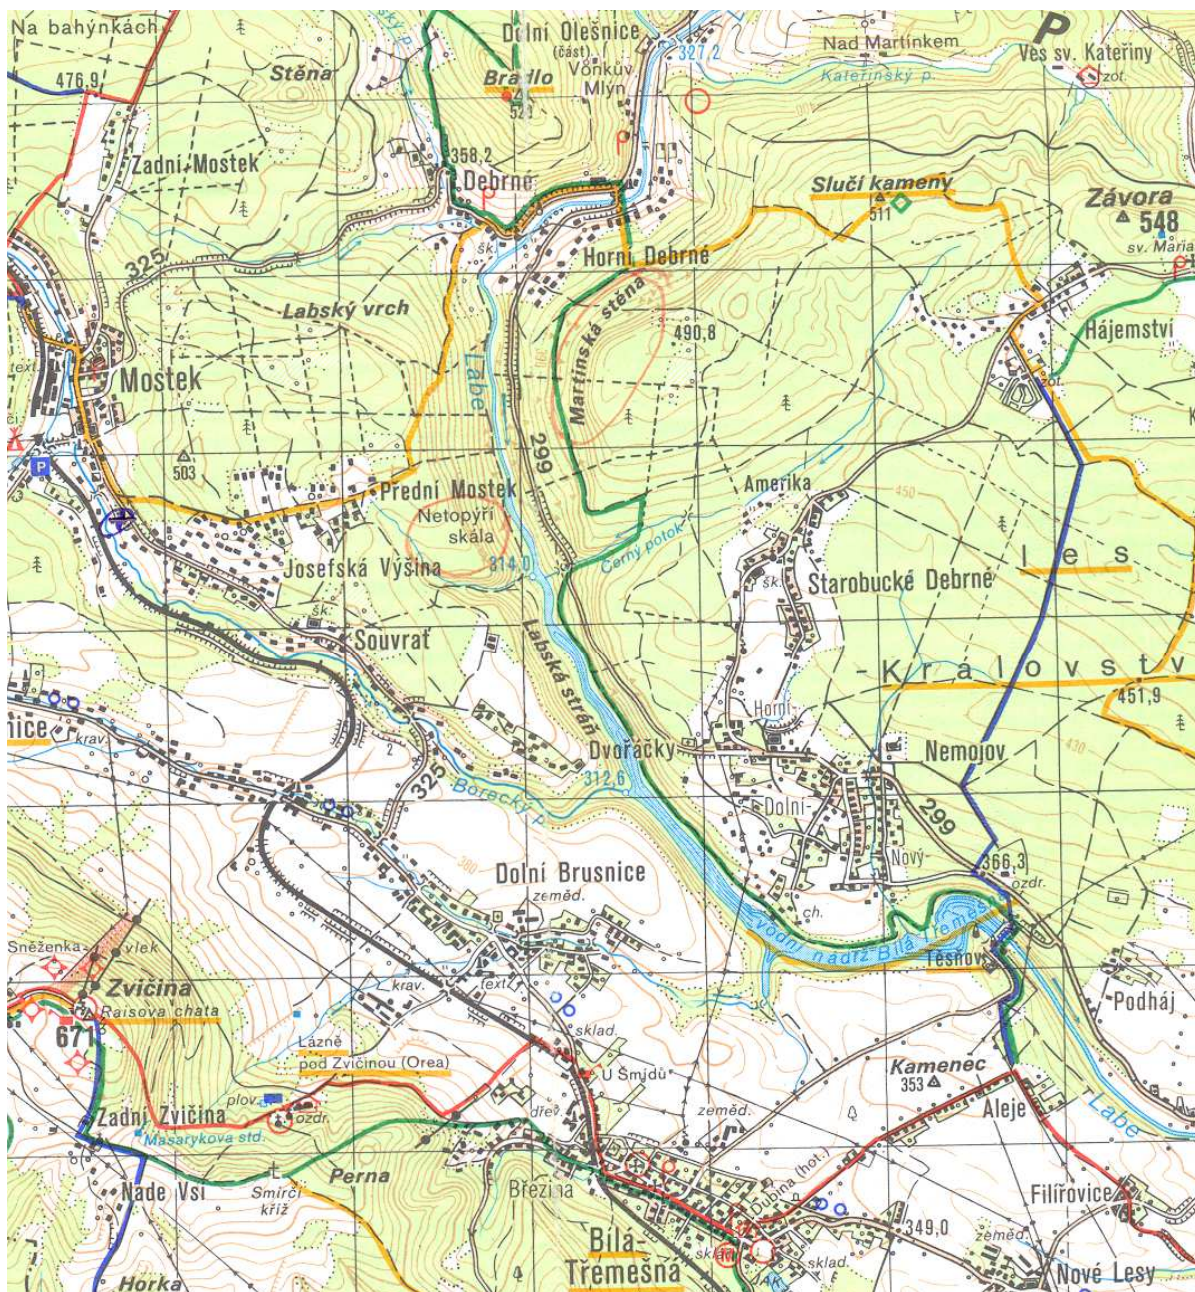 Na bahýnkách
Dolní Olešnice
(část)
Vonkův
Mlýn
327,2
P
Nad Martínkem
Kateřinský p.
Ves sv. Kateřiny
zot.
Stěna
476,9
Bradlo
Zadní Mostek
358,2
Debrné
šk.
Slučí kameny
511
Závora
548
sv. Maria
325
Horní Debrné
Labský vrch
Labe
Martinská stěna
490,8
Hájemství
zot.
text.
Mostek
P
503
299
Přední Mostek
Netopýří
skála
314,0
Josefská Výšina
šk.
Souvrať
Černý potok
Amerika
450
Starobucké Debrné
šk.
les
Královstv
451,9
430
Labská stráň
Horní-
Dvořáčky
312,6
Nemojov
Dolní-
299
Nový-
366,3
ozdr.
nice
krav.
2
325
Borecký p.
380
Dolní Brusnice
zeměd.
ch.
vodní nádrž Bílá Třemešná
Těšnov
Podháj
Sněženka
vlek
Zvičina
Raisova chata
671
krav.
text.
sklad.
Lázně
pod Zvičinou (Orea)
U Šmídů
Kamenec
353
Aleje
Labe
plov.
ozdr.
dřev.
zeměd.
Zadní Zvičina
Masarykova std.
Nade Vsí
Smírčí
kříž
Perna
Březina
Dubina (hot.)
Filířovice
349,0
zeměd.
Bílá-
Třemešná
sklad.
sklad.
JAK
Horka
Nové Lesy